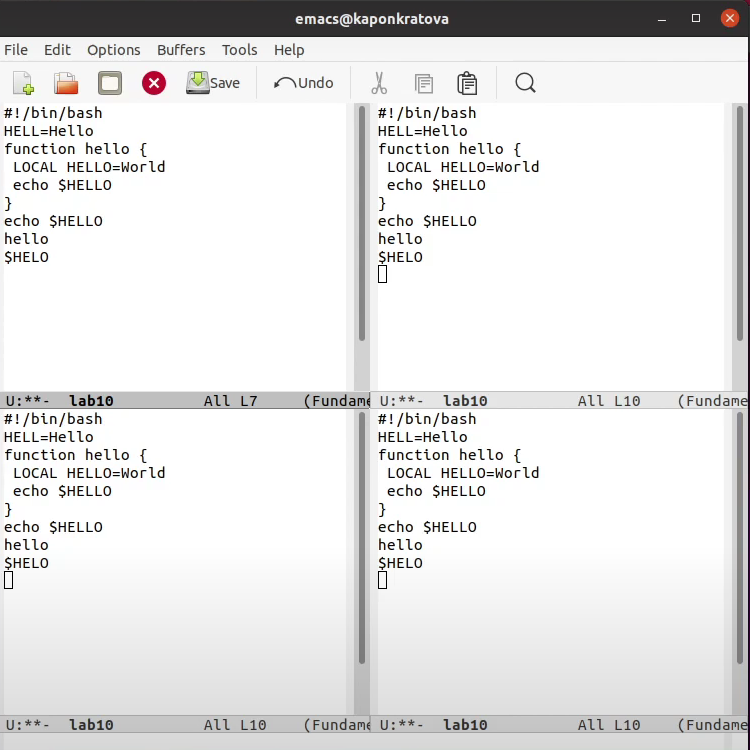 emacs@kaponkratova
File Edit Options Buffers Tools Help
Save Undo
#!/bin/bash
HELL=Hello
function hello {
 LOCAL HELLO=World
 echo $HELLO
}
echo $HELLO
hello
$HELO
U:**-  lab10          All L7     (Fundame
#!/bin/bash
HELL=Hello
function hello {
 LOCAL HELLO=World
 echo $HELLO
}
echo $HELLO
hello
$HELO
U:**-  lab10          All L10    (Fundame
#!/bin/bash
HELL=Hello
function hello {
 LOCAL HELLO=World
 echo $HELLO
}
echo $HELLO
hello
$HELO
U:**-  lab10          All L10    (Fundame
#!/bin/bash
HELL=Hello
function hello {
 LOCAL HELLO=World
 echo $HELLO
}
echo $HELLO
hello
$HELO
U:**-  lab10          All L10    (Fundame